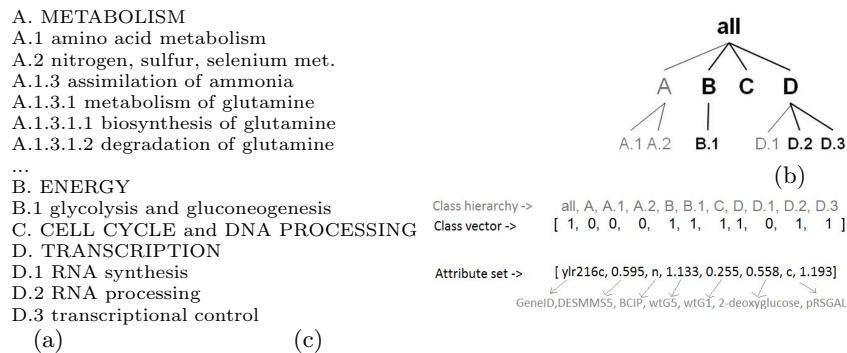 A. METABOLISM
A.1 amino acid metabolism
A.2 nitrogen, sulfur, selenium met.
A.1.3 assimilation of ammonia
A.1.3.1 metabolism of glutamine
A.1.3.1.1 biosynthesis of glutamine
A.1.3.1.2 degradation of glutamine
...
B. ENERGY
B.1 glycolysis and gluconeogenesis
C. CELL CYCLE and DNA PROCESSING
D. TRANSCRIPTION
D.1 RNA synthesis
D.2 RNA processing
D.3 transcriptional control
(a)
all
A B C D
A.1 A.2 B.1 D.1 D.2 D.3
(b)
Class hierarchy -> all, A, A.1, A.2, B, B.1, C, D, D.1, D.2, D.3
Class vector -> [ 1, 0, 0, 0, 1, 1, 1, 1, 0, 1, 1 ]
Attribute set -> [ ylr216c, 0.595, n, 1.133, 0.255, 0.558, c, 1.193]
GeneID,DESMMS5, BCIP, wtG5, wtG1, 2-deoxyglucose, pRSGAL
(c)